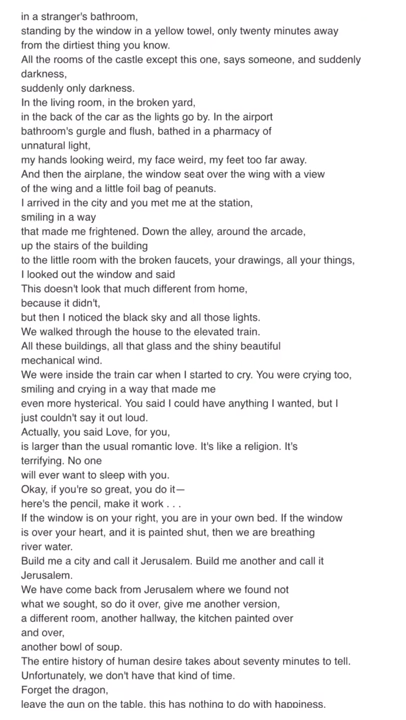 in a stranger's bathroom,
standing by the window in a yellow towel, only twenty minutes away
from the dirtiest thing you know.
All the rooms of the castle except this one, says someone, and suddenly
darkness,
suddenly only darkness.
In the living room, in the broken yard,
in the back of the car as the lights go by. In the airport
bathroom's gurgle and flush, bathed in a pharmacy of
unnatural light,
my hands looking weird, my face weird, my feet too far away.
And then the airplane, the window seat over the wing with a view
of the wing and a little foil bag of peanuts.
I arrived in the city and you met me at the station,
smiling in a way
that made me frightened. Down the alley, around the arcade,
up the stairs of the building
to the little room with the broken faucets, your drawings, all your things,
I looked out the window and said
This doesn't look that much different from home,
because it didn't,
but then I noticed the black sky and all those lights.
We walked through the house to the elevated train.
All these buildings, all that glass and the shiny beautiful
mechanical wind.
We were inside the train car when I started to cry. You were crying too,
smiling and crying in a way that made me
even more hysterical. You said I could have anything I wanted, but I
just couldn't say it out loud.
Actually, you said Love, for you,
is larger than the usual romantic love. It's like a religion. It's
terrifying. No one
will ever want to sleep with you.
Okay, if you're so great, you do it—
here's the pencil, make it work . . .
If the window is on your right, you are in your own bed. If the window
is over your heart, and it is painted shut, then we are breathing
river water.
Build me a city and call it Jerusalem. Build me another and call it
Jerusalem.
We have come back from Jerusalem where we found not
what we sought, so do it over, give me another version,
a different room, another hallway, the kitchen painted over
and over,
another bowl of soup.
The entire history of human desire takes about seventy minutes to tell.
Unfortunately, we don't have that kind of time.
Forget the dragon,
leave the gun on the table, this has nothing to do with happiness.